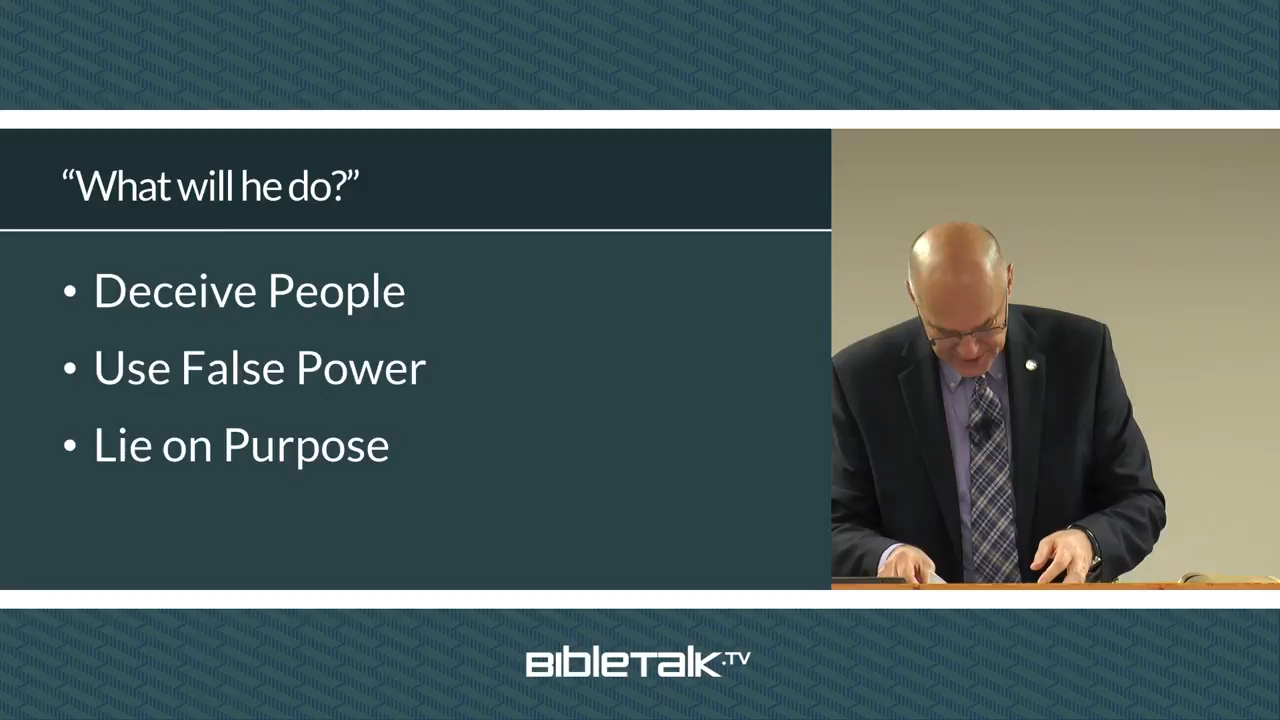 “What will he do?”
• Deceive People
• Use False Power
• Lie on Purpose
BibleTalk.TV